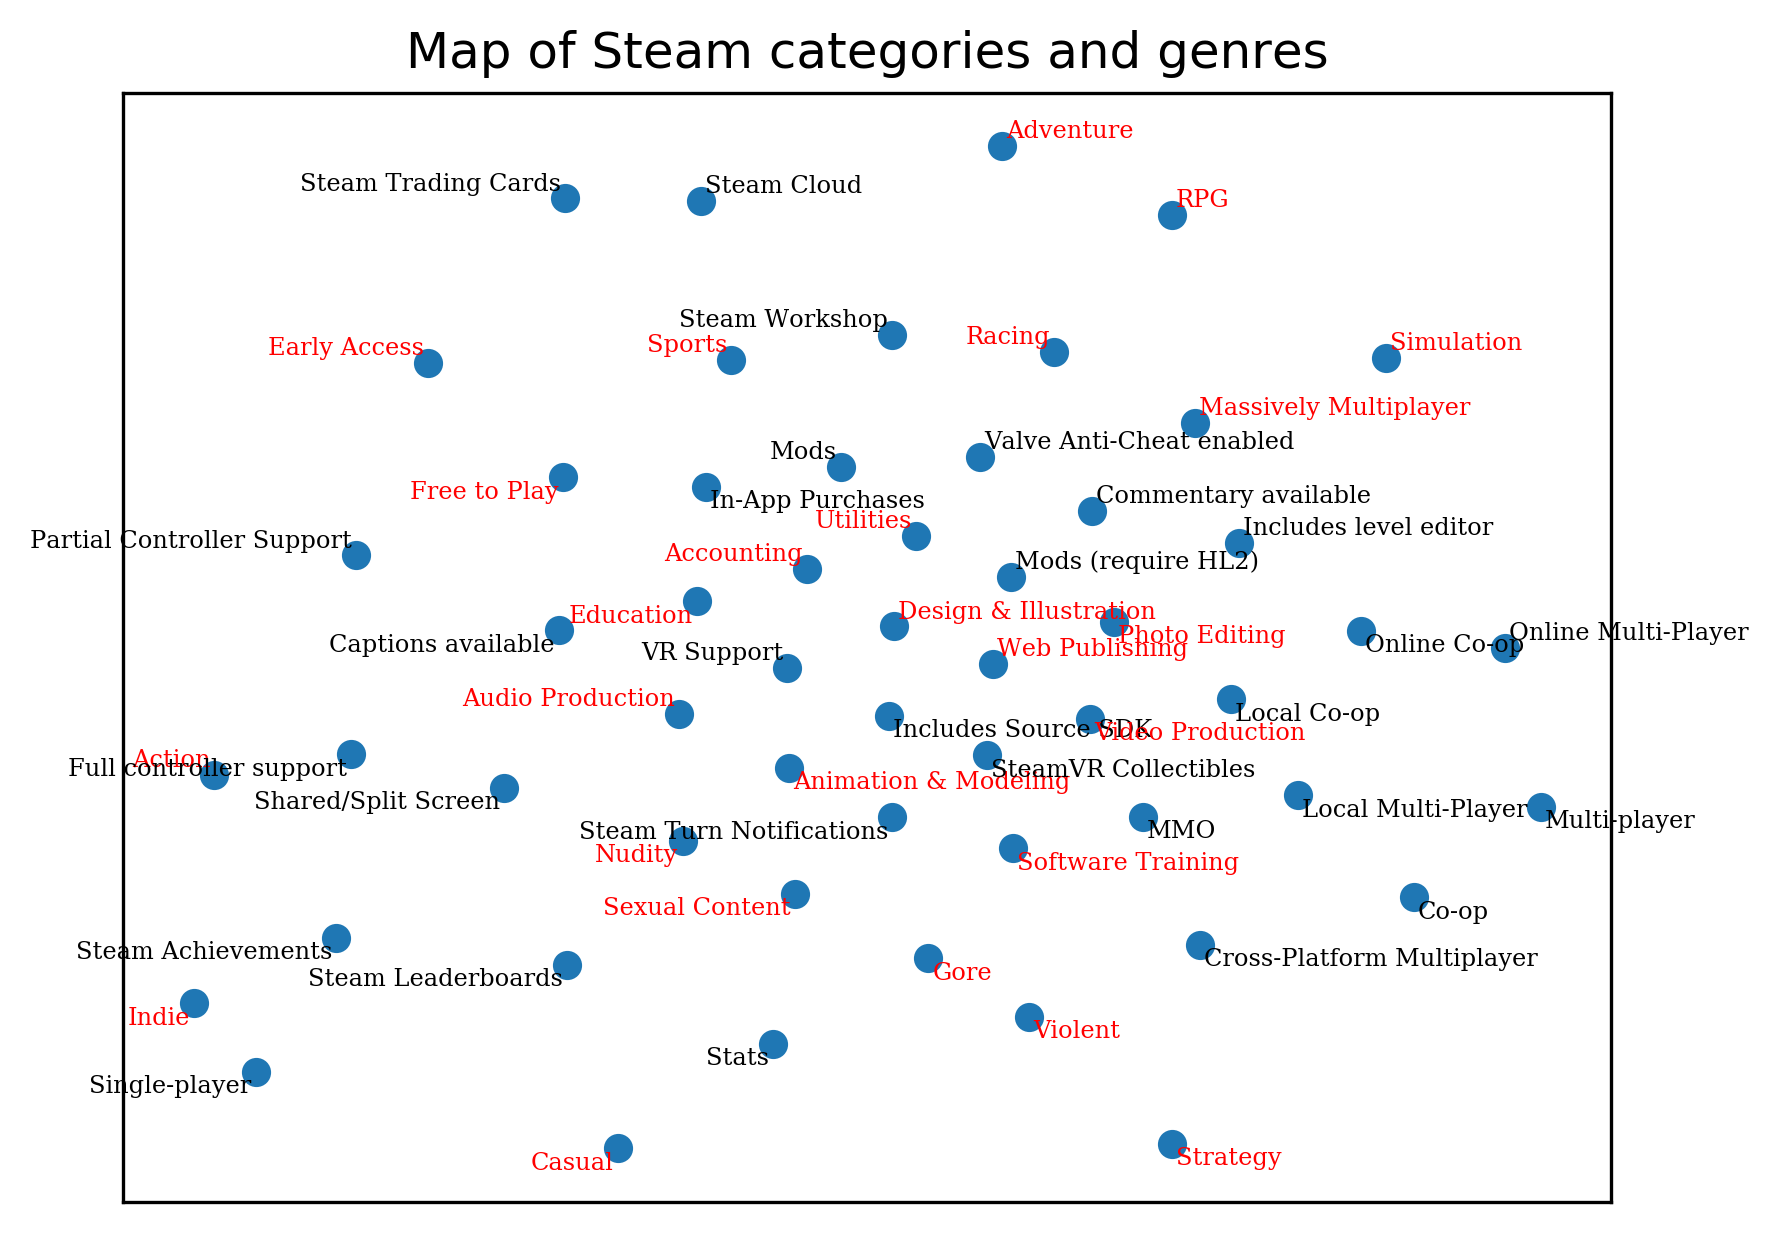 Map of Steam categories and genres
Adventure
Steam Trading Cards
Steam Cloud
RPG
Steam Workshop
Racing
Simulation
Sports
Early Access
Massively Multiplayer
Valve Anti-Cheat enabled
Mods
Free to Play
Commentary available
In-App Purchases
Utilities
Includes level editor
Partial Controller Support
Accounting
Mods (require HL2)
Design & Illustration
Education
Online Multi-Player
Photo Editing
Captions available
Online Co-op
Web Publishing
VR Support
Audio Production
Local Co-op
Includes Source SDK
Video Production
Action
Full controller support
SteamVR Collectibles
Animation & Modeling
Shared/Split Screen
Local Multi-Player
Multi-player
Steam Turn Notifications
MMO
Nudity
Software Training
Sexual Content
Co-op
Steam Achievements
Cross-Platform Multiplayer
Gore
Steam Leaderboards
Indie
Violent
Stats
Single-player
Strategy
Casual